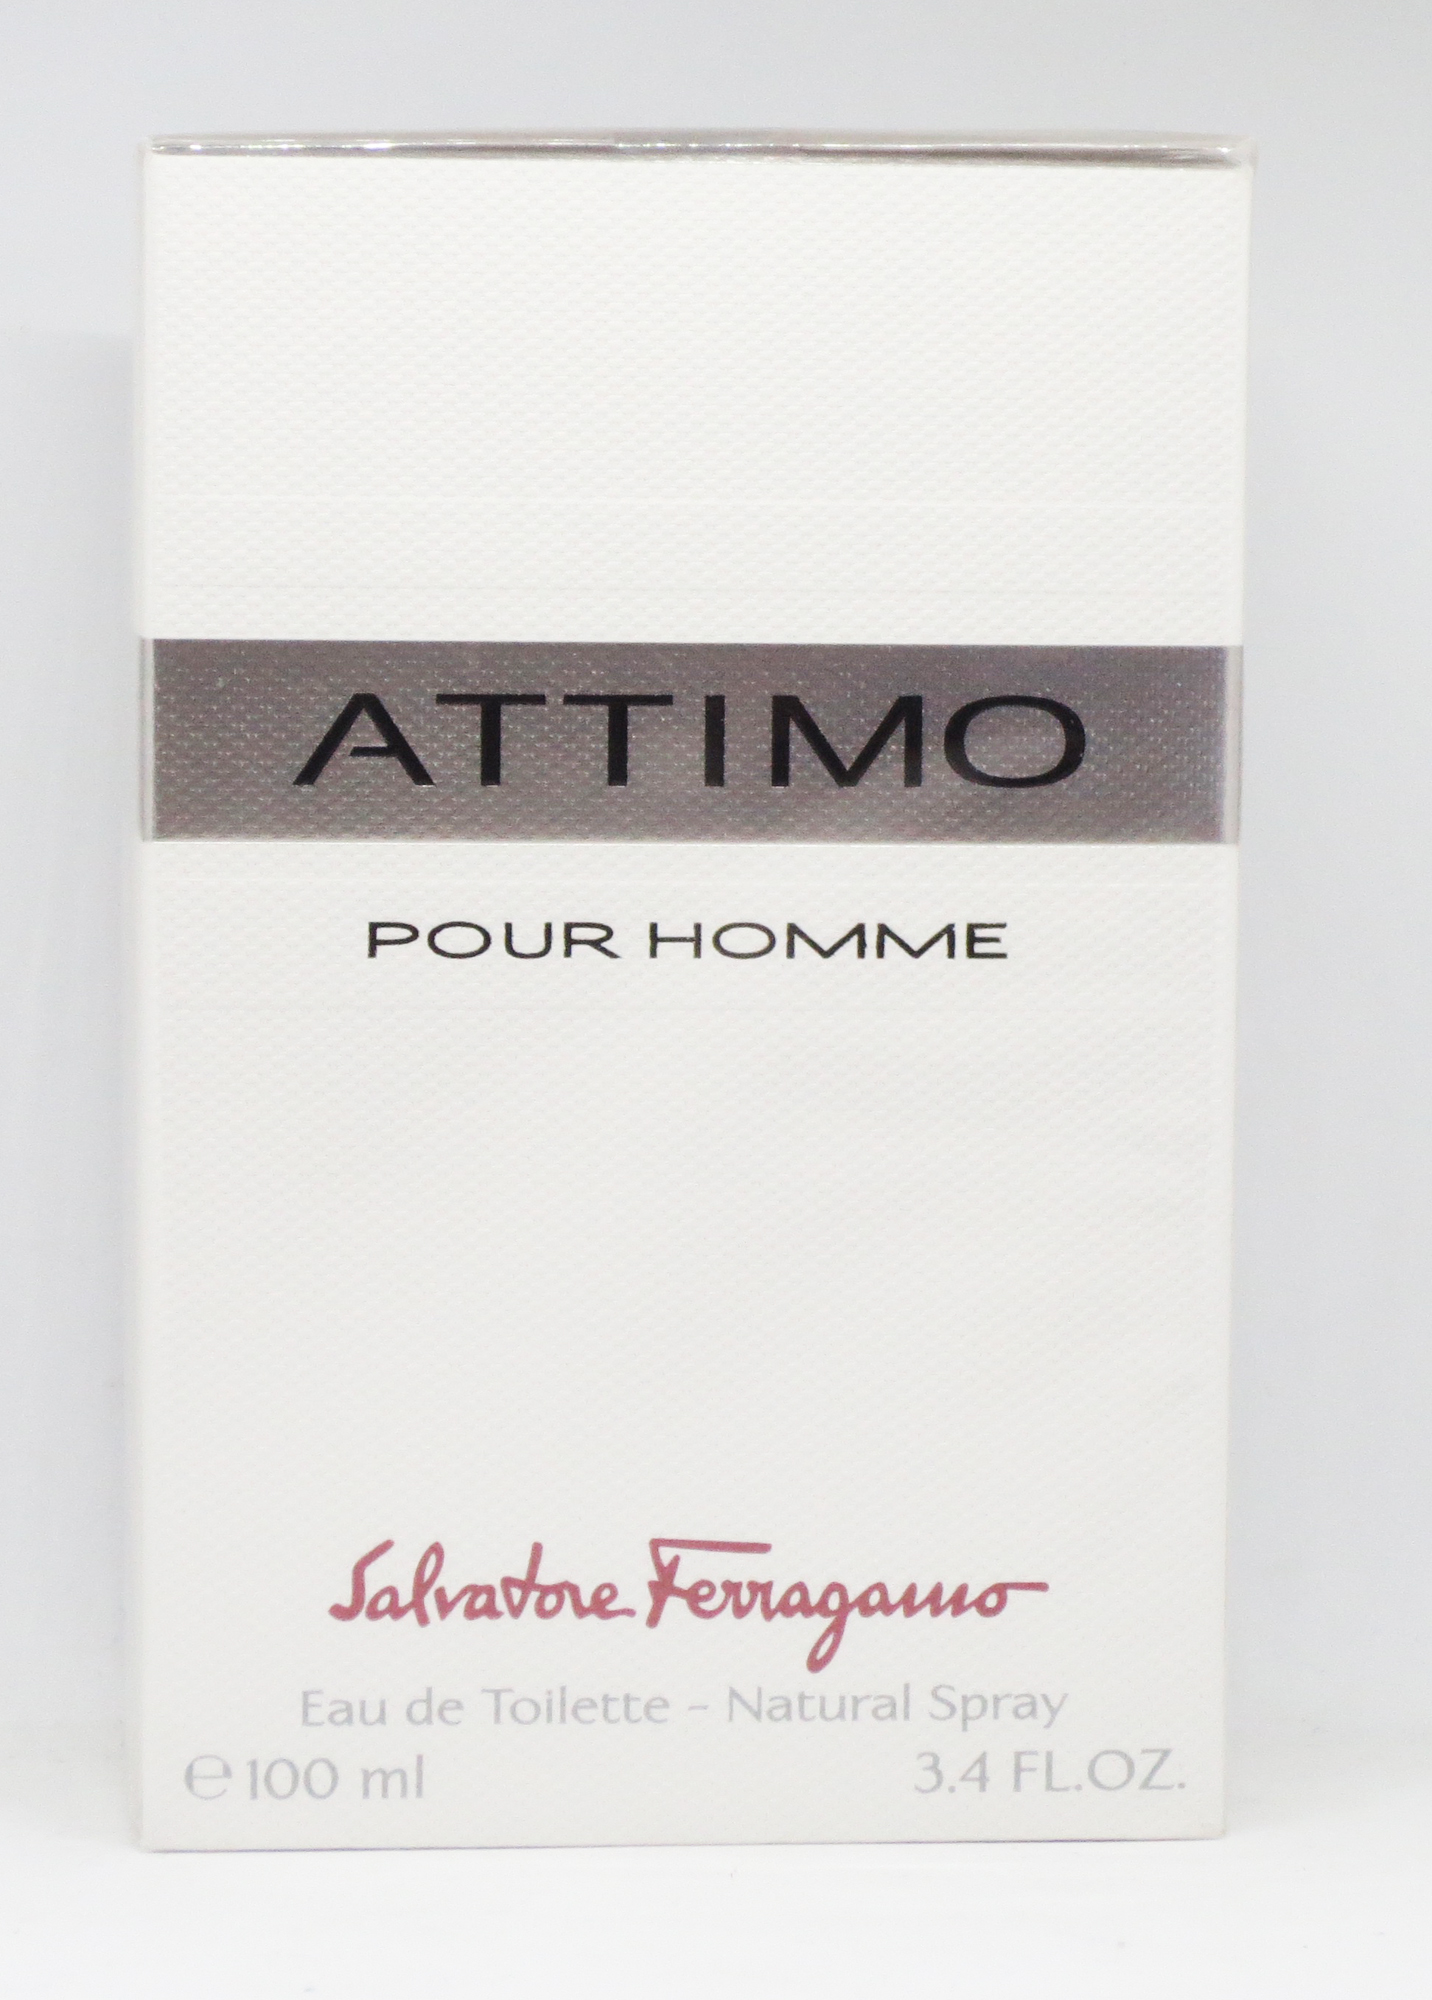 ATTIMO
POUR HOMME
Salvatore Ferragamo
Eau de Toilette – Natural Spray
℮ 100 ml 3.4 FL.OZ.